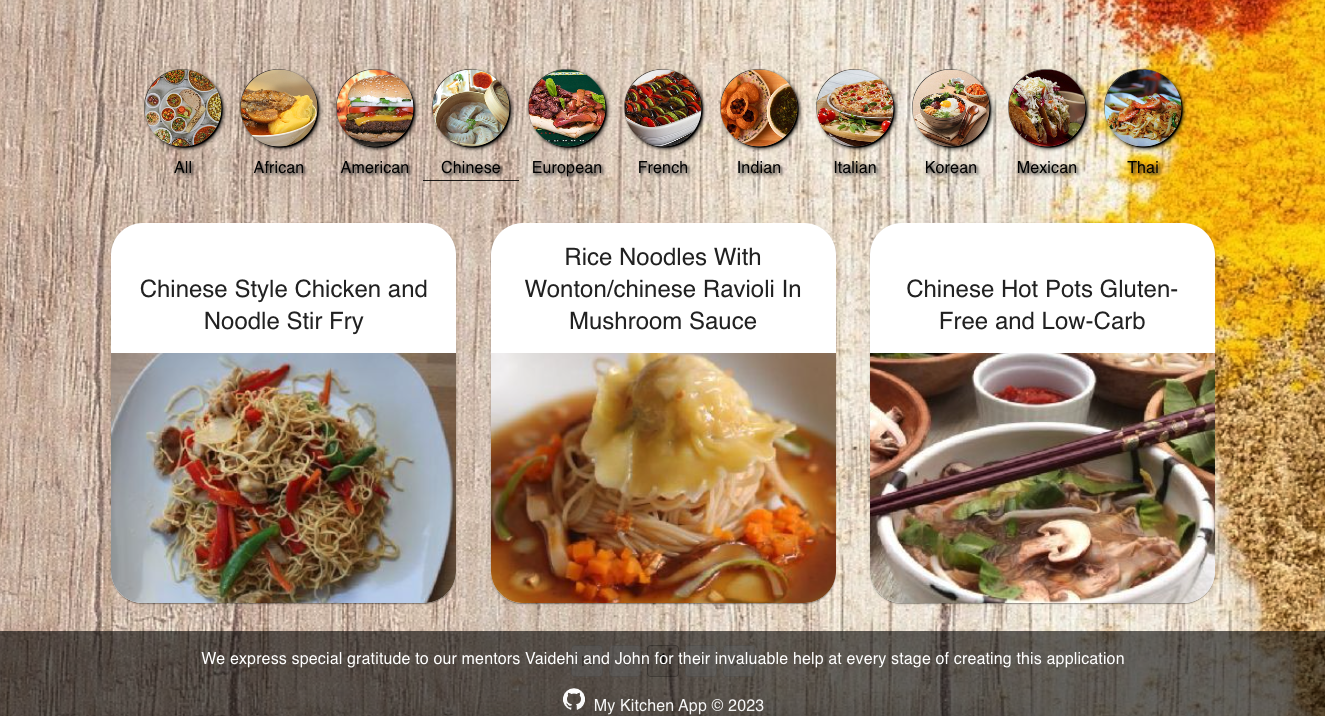 All African American Chinese European French Indian Italian Korean Mexican Thai
Chinese Style Chicken and
Noodle Stir Fry
Rice Noodles With
Wonton/chinese Ravioli In
Mushroom Sauce
Chinese Hot Pots Gluten-
Free and Low-Carb
We express special gratitude to our mentors Vaidehi and John for their invaluable help at every stage of creating this application
My Kitchen App © 2023